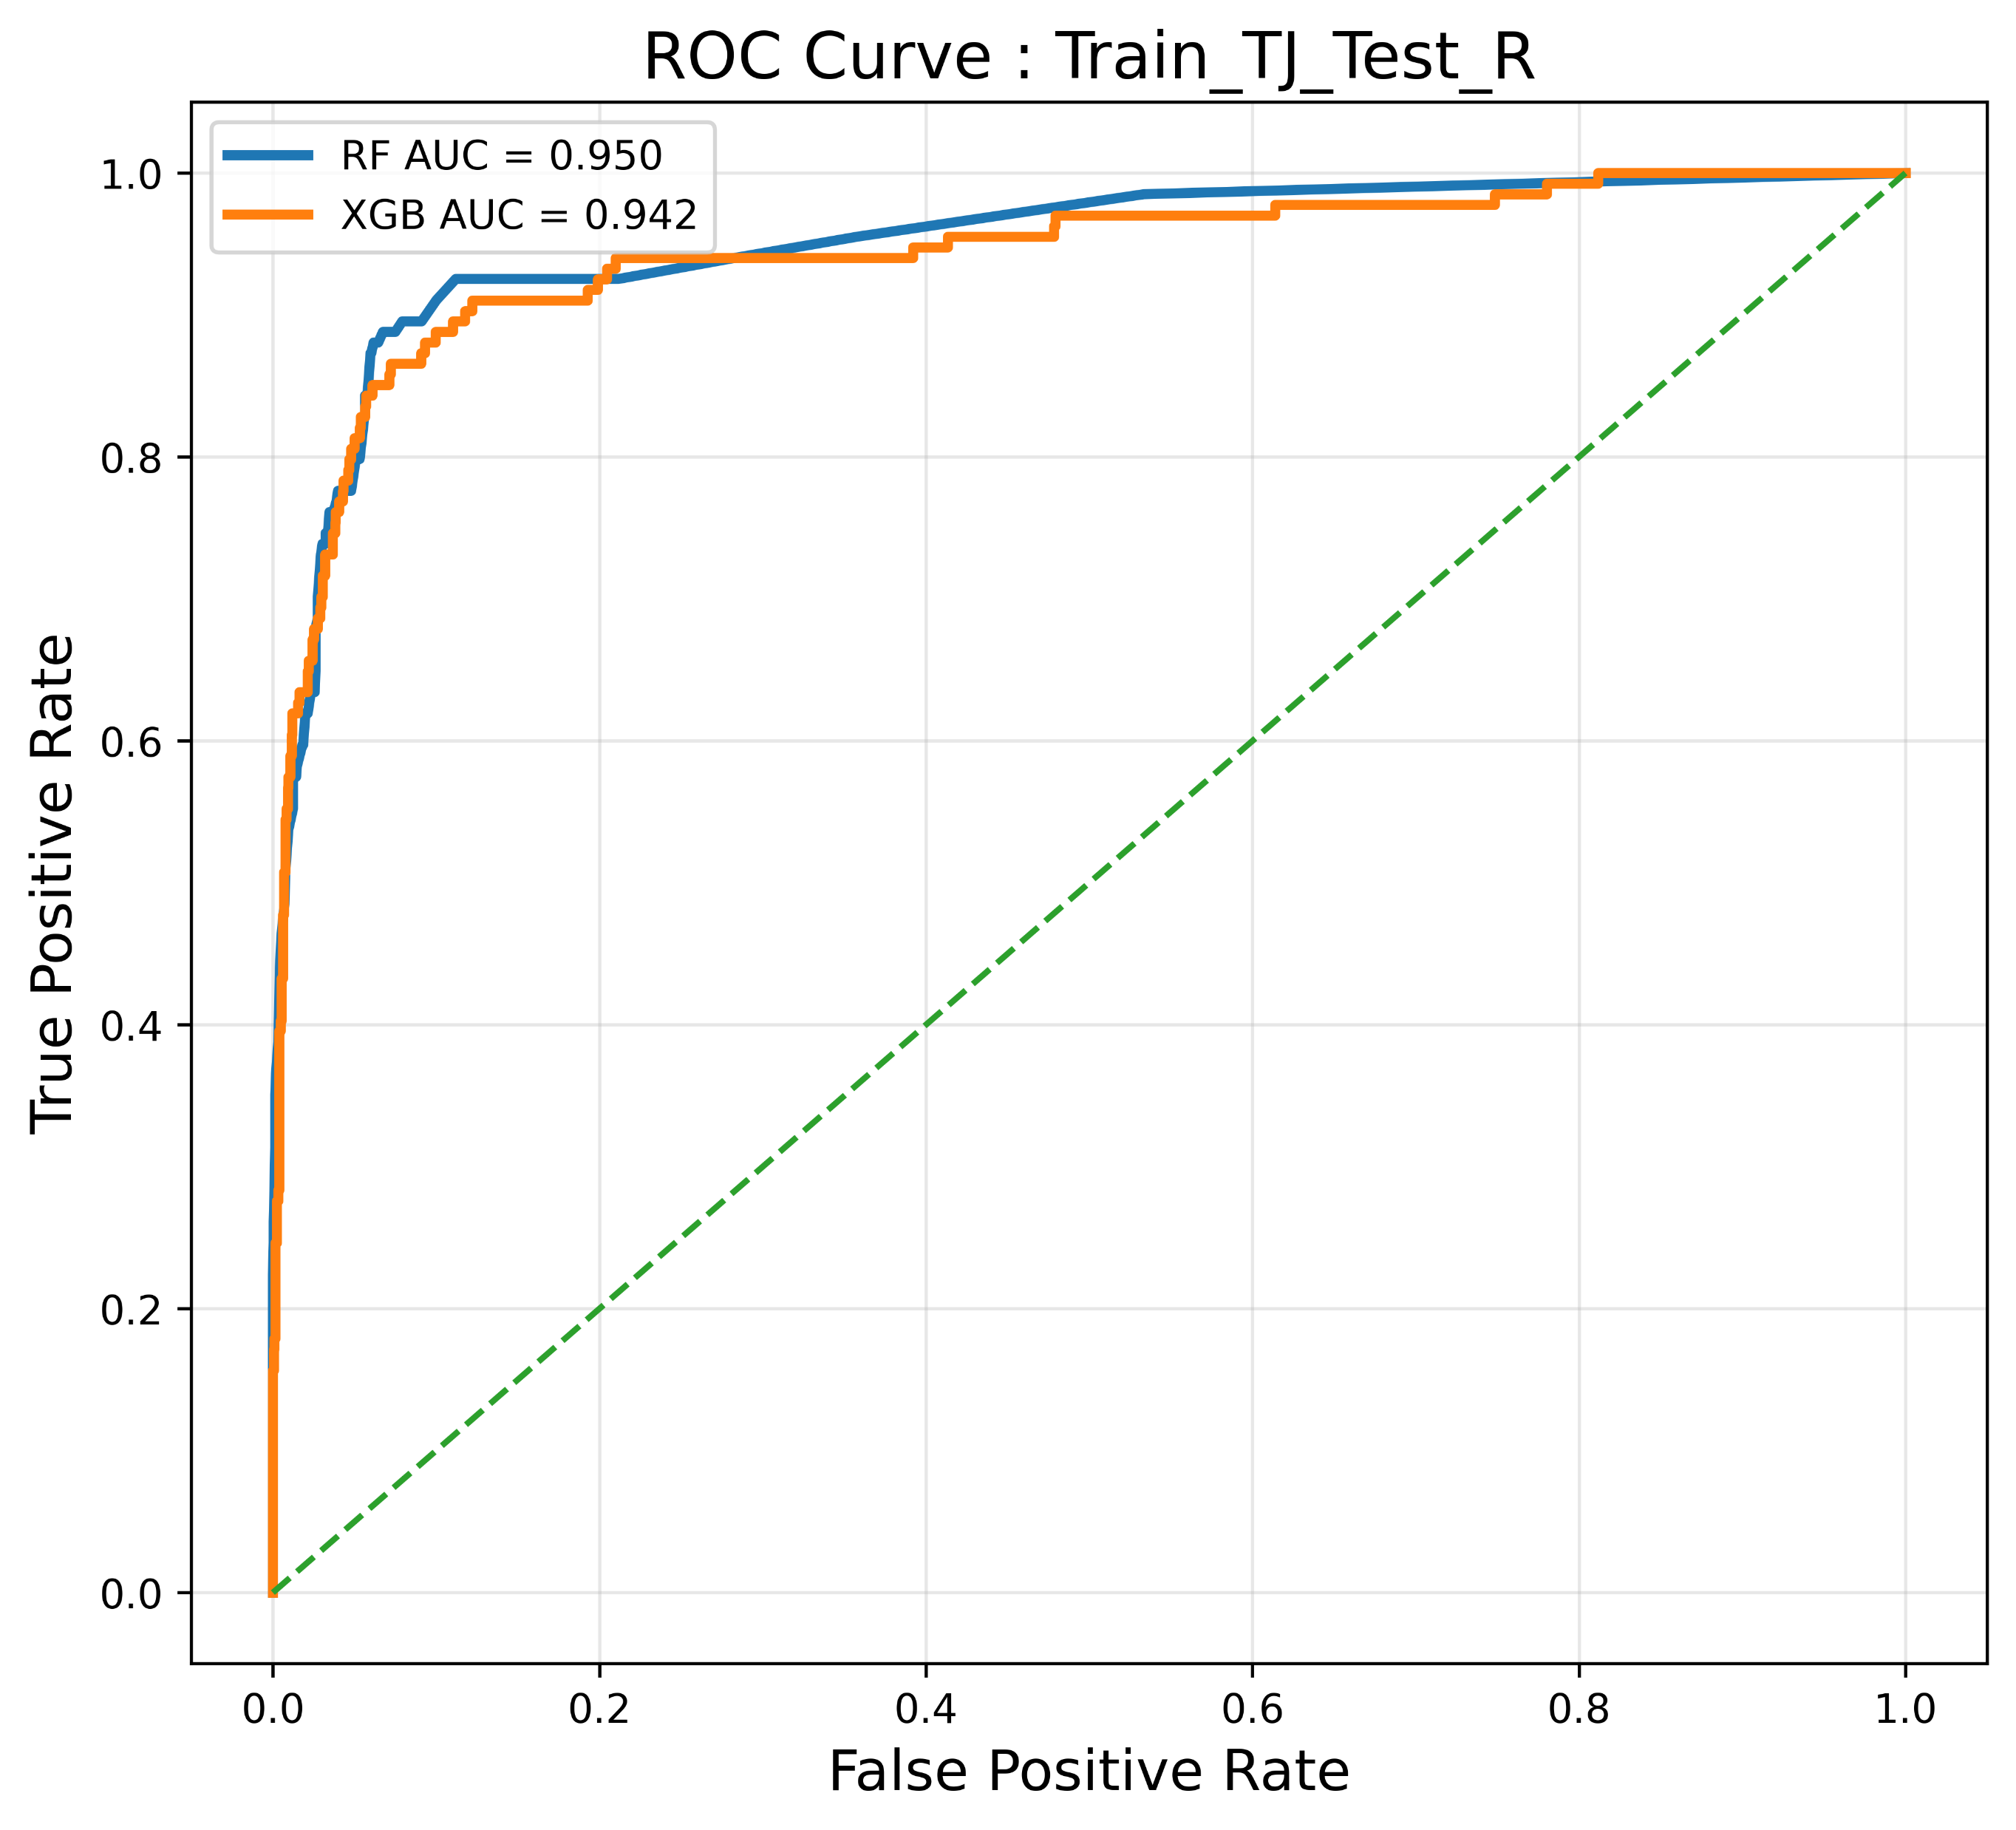 ROC Curve : Train_TJ_Test_R
RF AUC = 0.950
XGB AUC = 0.942
True Positive Rate
1.0
0.8
0.6
0.4
0.2
0.0
0.0 0.2 0.4 0.6 0.8 1.0
False Positive Rate